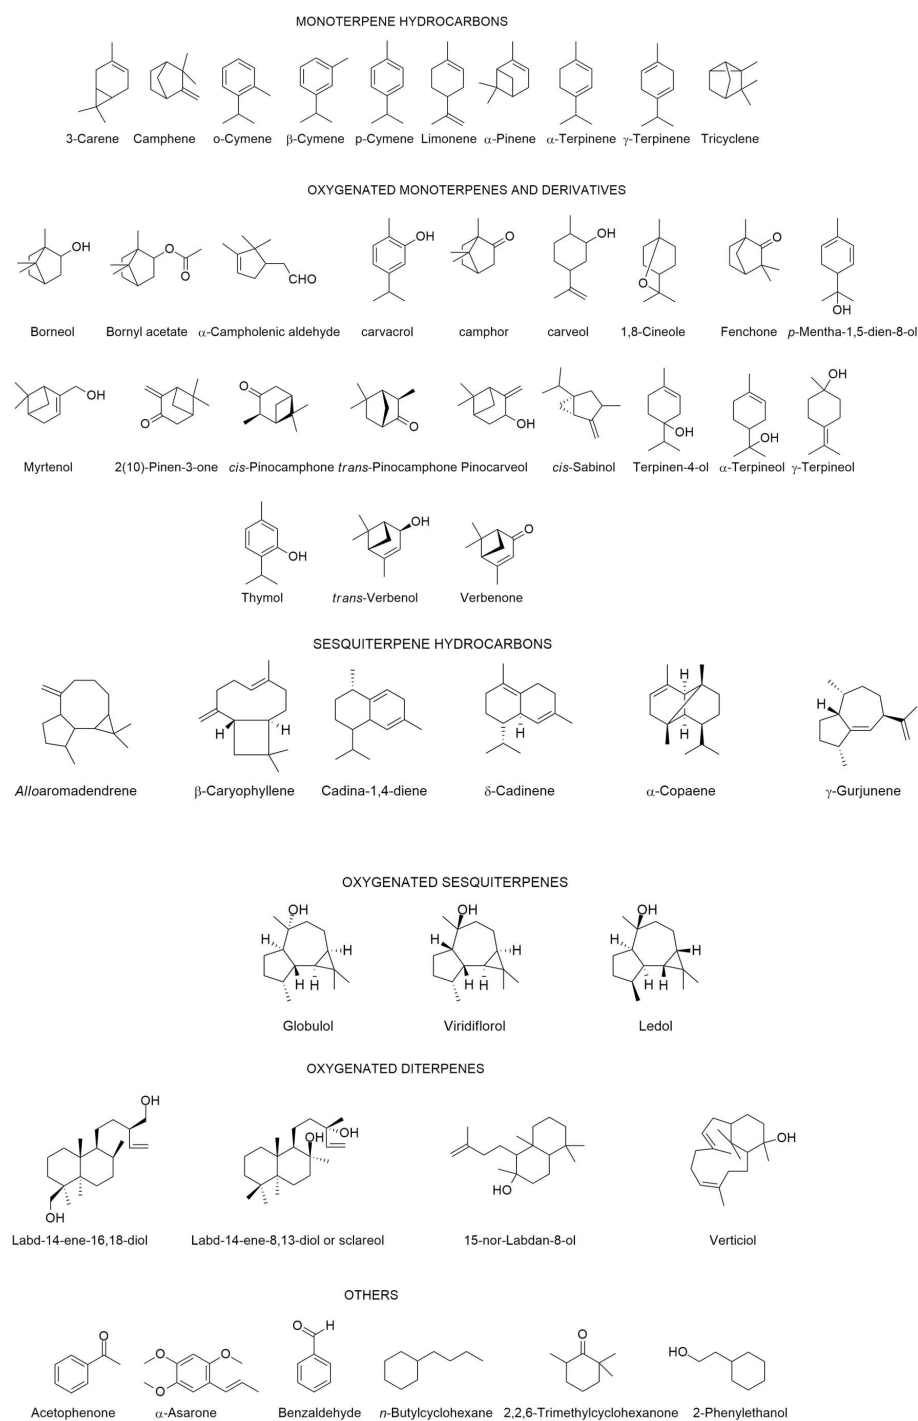 MONOTERPENE HYDROCARBONS
3-Carene Camphene o-Cymene β-Cymene p-Cymene Limonene α-Pinene α-Terpinene γ-Terpinene Tricyclene
OXYGENATED MONOTERPENES AND DERIVATIVES
OH O O CHO OH O OH O O OH
Borneol Bornyl acetate α-Campholenic aldehyde carvacrol camphor carveol 1,8-Cineole Fenchone p-Mentha-1,5-dien-8-ol
OH O O O OH OH OH OH
Myrtenol 2(10)-Pinen-3-one cis-Pinocamphone trans-Pinocamphone Pinocarveol cis-Sabinol Terpinen-4-ol α-Terpineol γ-Terpineol
OH OH O
Thymol trans-Verbenol Verbenone
SESQUITERPENE HYDROCARBONS
H H H H H H
Alloaromadendrene β-Caryophyllene Cadina-1,4-diene δ-Cadinene α-Copaene γ-Gurjunene
OXYGENATED SESQUITERPENES
OH OH OH
H H H H H H
H H H H H H
Globulol Viridiflorol Ledol
OXYGENATED DITERPENES
OH OH OH OH
OH HO
Labd-14-ene-16,18-diol Labd-14-ene-8,13-diol or sclareol 15-nor-Labdan-8-ol Verticiol
OTHERS
O O O O O H O HO
Acetophenone α-Asarone Benzaldehyde n-Butylcyclohexane 2,2,6-Trimethylcyclohexanone 2-Phenylethanol